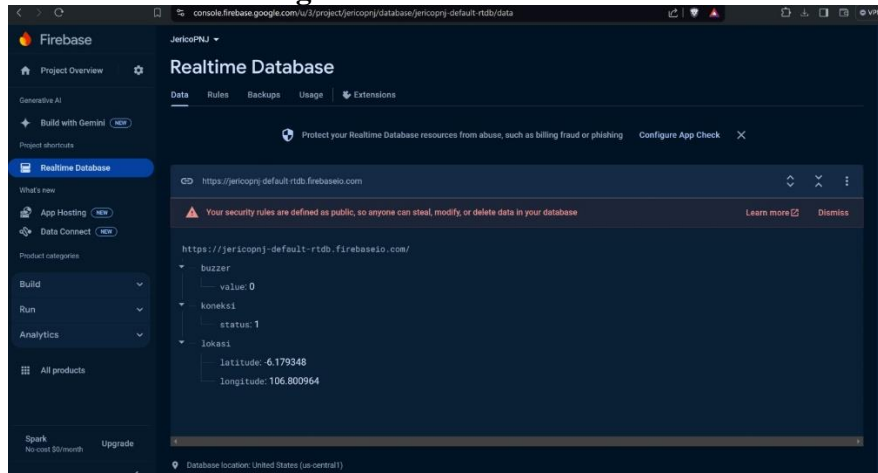 console.firebase.google.com/u/3/project/jericopnj/database/jericopnj-default-rtdb/data
VPN
Firebase
Project Overview
Generative AI
Build with Gemini NEW
Project shortcuts
Realtime Database
What's new
App Hosting NEW
Data Connect NEW
Product categories
Build
Run
Analytics
All products
Spark
No-cost $0/month
Upgrade
JericoPNJ
Realtime Database
Data Rules Backups Usage Extensions
Protect your Realtime Database resources from abuse, such as billing fraud or phishing Configure App Check
https://jericopnj-default-rtdb.firebaseio.com
Your security rules are defined as public, so anyone can steal, modify, or delete data in your database Learn more Dismiss
https://jericopnj-default-rtdb.firebaseio.com/
buzzer
value: 0
koneksi
status: 1
lokasi
latitude: -6.179348
longitude: 106.800964
Database location: United States (us-central1)